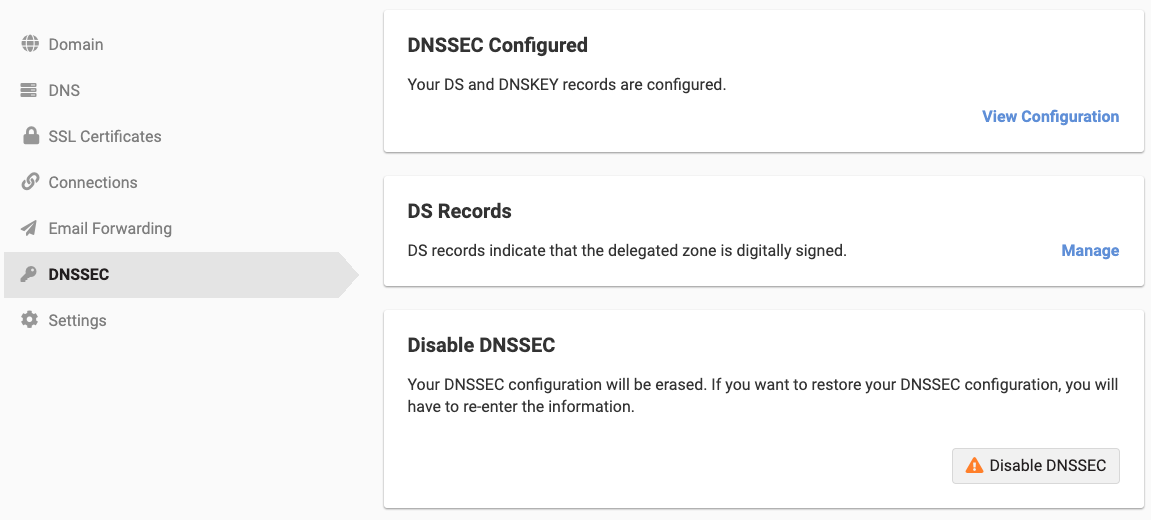 Domain
DNS
SSL Certificates
Connections
Email Forwarding
DNSSEC
Settings
DNSSEC Configured
Your DS and DNSKEY records are configured.
View Configuration
DS Records
DS records indicate that the delegated zone is digitally signed.
Manage
Disable DNSSEC
Your DNSSEC configuration will be erased. If you want to restore your DNSSEC configuration, you will
have to re-enter the information.
Disable DNSSEC